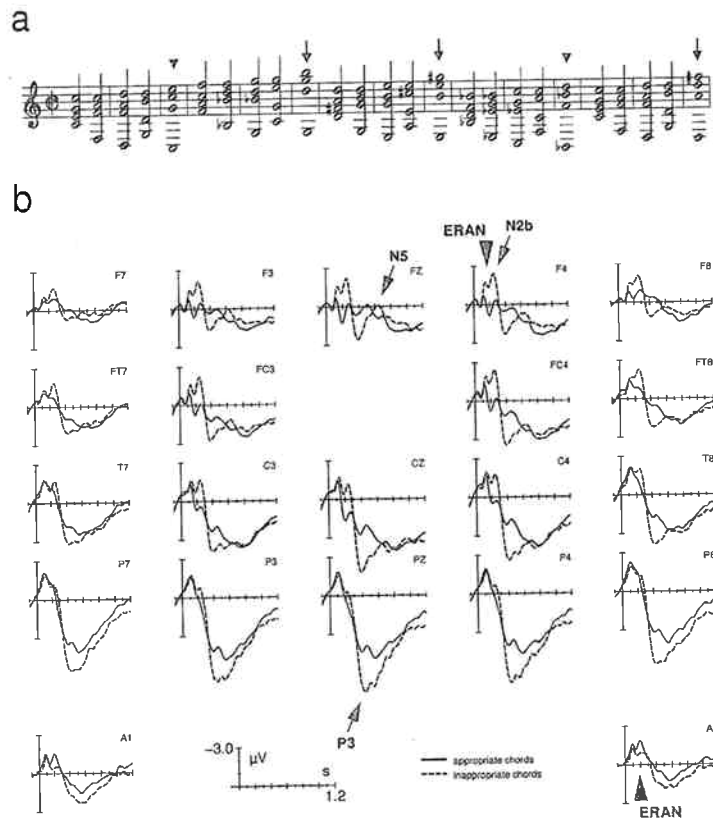 a
b
ERAN N2b
N5
F7 F3 FZ F4 F8
FT7 FC3 FC4 FT8
T7 C3 CZ C4 T8
P7 P3 PZ P4
P3
A1
-3.0 μV
s
1.2
appropriate chords
inappropriate chords
ERAN